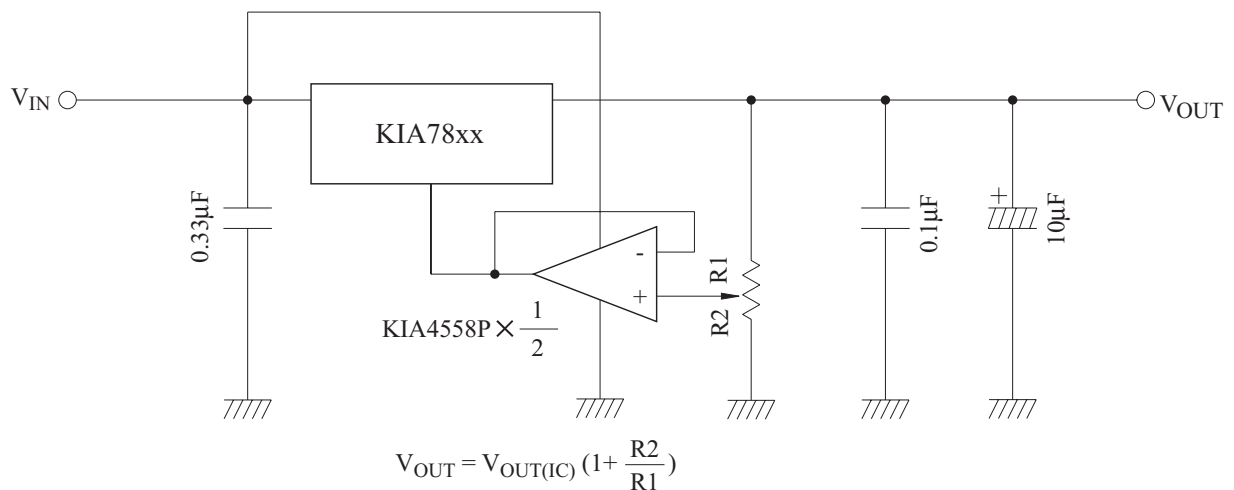 V_IN
KIA78xx
V_OUT
0.33μF
-
+
R1
R2
KIA4558P × 1/2
0.1μF
+
10μF
V_OUT = V_OUT(IC) (1+ R2/R1)